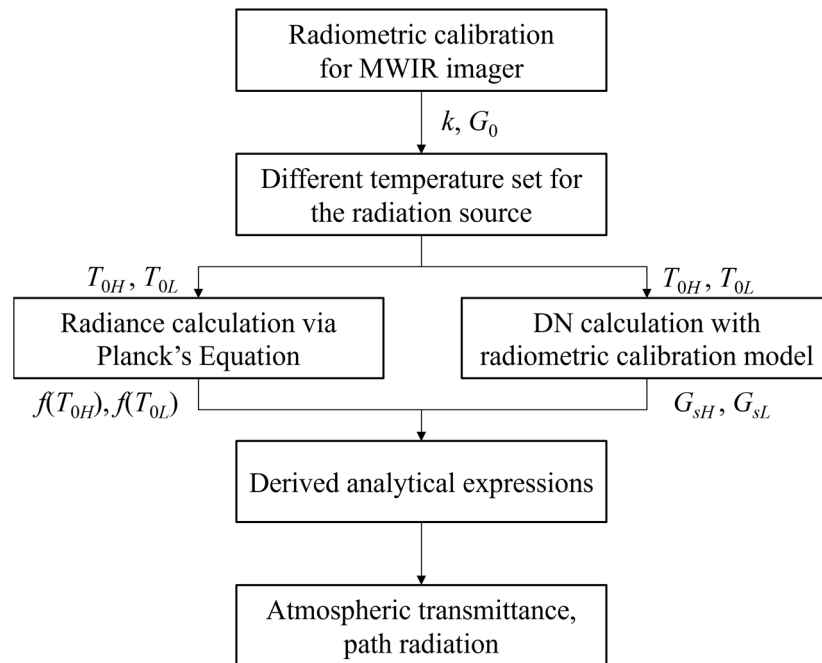 Radiometric calibration
for MWIR imager
k, G₀
Different temperature set for
the radiation source
T₀H, T₀L
T₀H, T₀L
Radiance calculation via
Planck's Equation
DN calculation with
radiometric calibration model
f(T₀H), f(T₀L)
GsH, GsL
Derived analytical expressions
Atmospheric transmittance,
path radiation